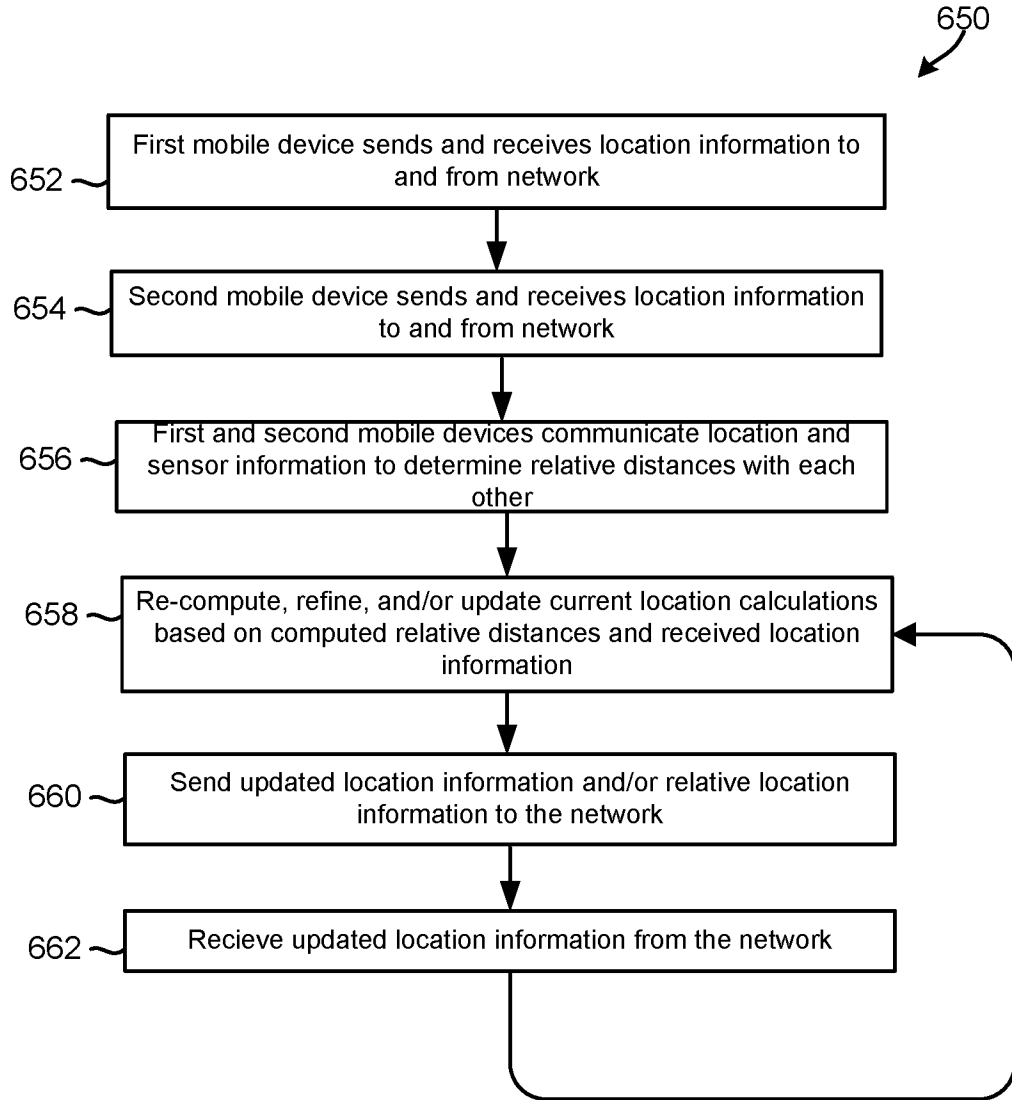 650
First mobile device sends and receives location information to
and from network
652
Second mobile device sends and receives location information
to and from network
654
First and second mobile devices communicate location and
sensor information to determine relative distances with each
other
656
Re-compute, refine, and/or update current location calculations
based on computed relative distances and received location
information
658
Send updated location information and/or relative location
information to the network
660
Recieve updated location information from the network
662